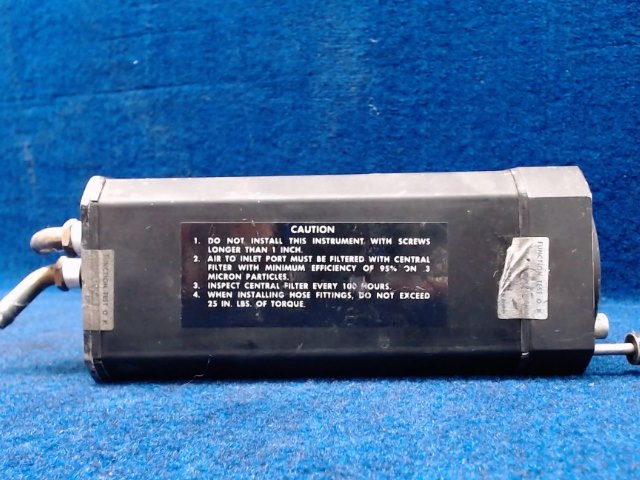 CAUTION
1. DO NOT INSTALL THIS INSTRUMENT WITH SCREWS
LONGER THAN 1 INCH.
2. AIR TO INLET PORT MUST BE FILTERED WITH CENTRAL
FILTER WITH MINIMUM EFFICIENCY OF 95% ON .3
MICRON PARTICLES.
3. INSPECT CENTRAL FILTER EVERY 100 HOURS.
4. WHEN INSTALLING HOSE FITTINGS, DO NOT EXCEED
25 IN. LBS. OF TORQUE.
FUNCTION TEST O K
FUNCTION TEST O K